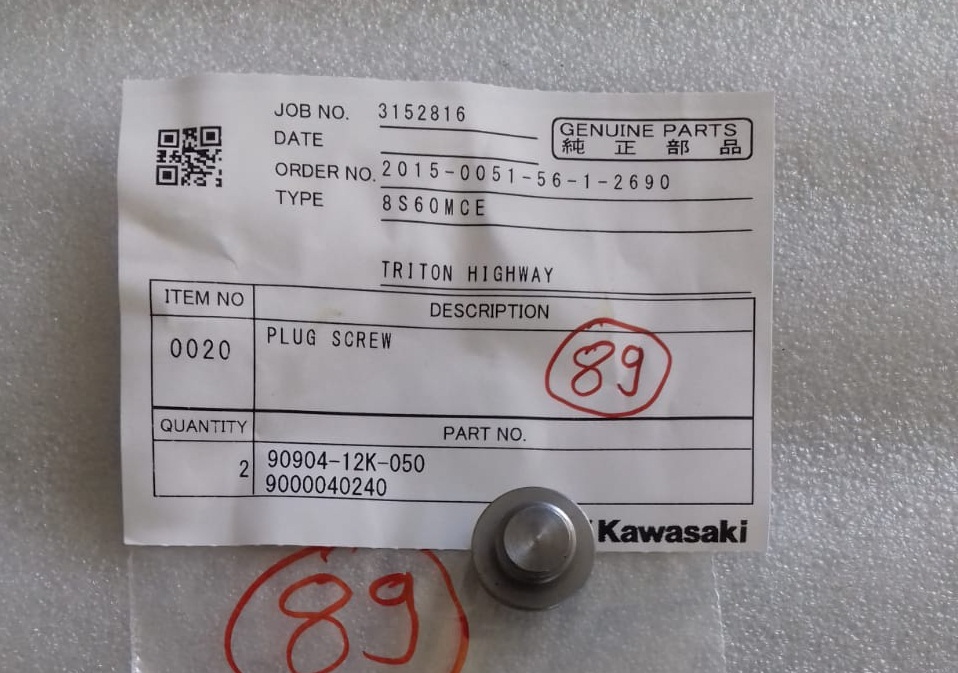 JOB NO. 3152816
DATE
GENUINE PARTS
純 正 部 品
ORDER NO. 2015-0051-56-1-2690
TYPE 8S60MCE
TRITON HIGHWAY
ITEM NO DESCRIPTION
0020 PLUG SCREW
89
QUANTITY PART NO.
2 90904-12K-050
9000040240
Kawasaki
89